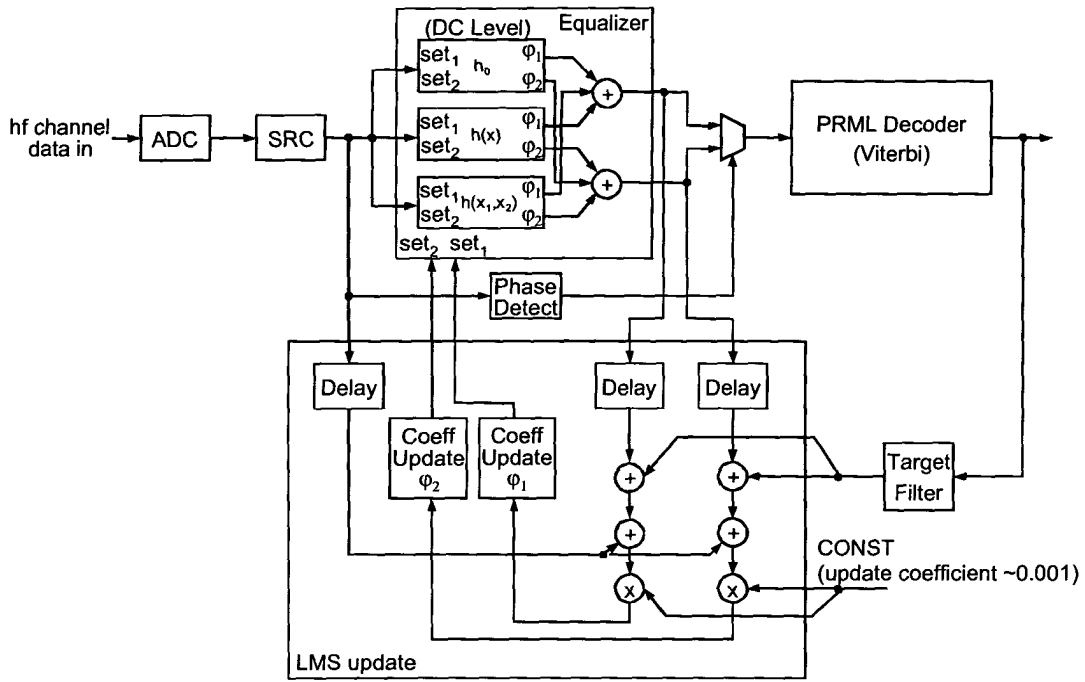 (DC Level) Equalizer
set1 h0 φ1
set2 φ2
set1 h(x) φ1
set2 φ2
set1 h(x1,x2) φ1
set2 φ2
set2 set1
hf channel
data in
ADC
SRC
PRML Decoder
(Viterbi)
Phase
Detect
Delay
Delay
Delay
Coeff
Update
φ2
Coeff
Update
φ1
Target
Filter
CONST
(update coefficient ~0.001)
+
+
+
+
+
+
x
x
LMS update